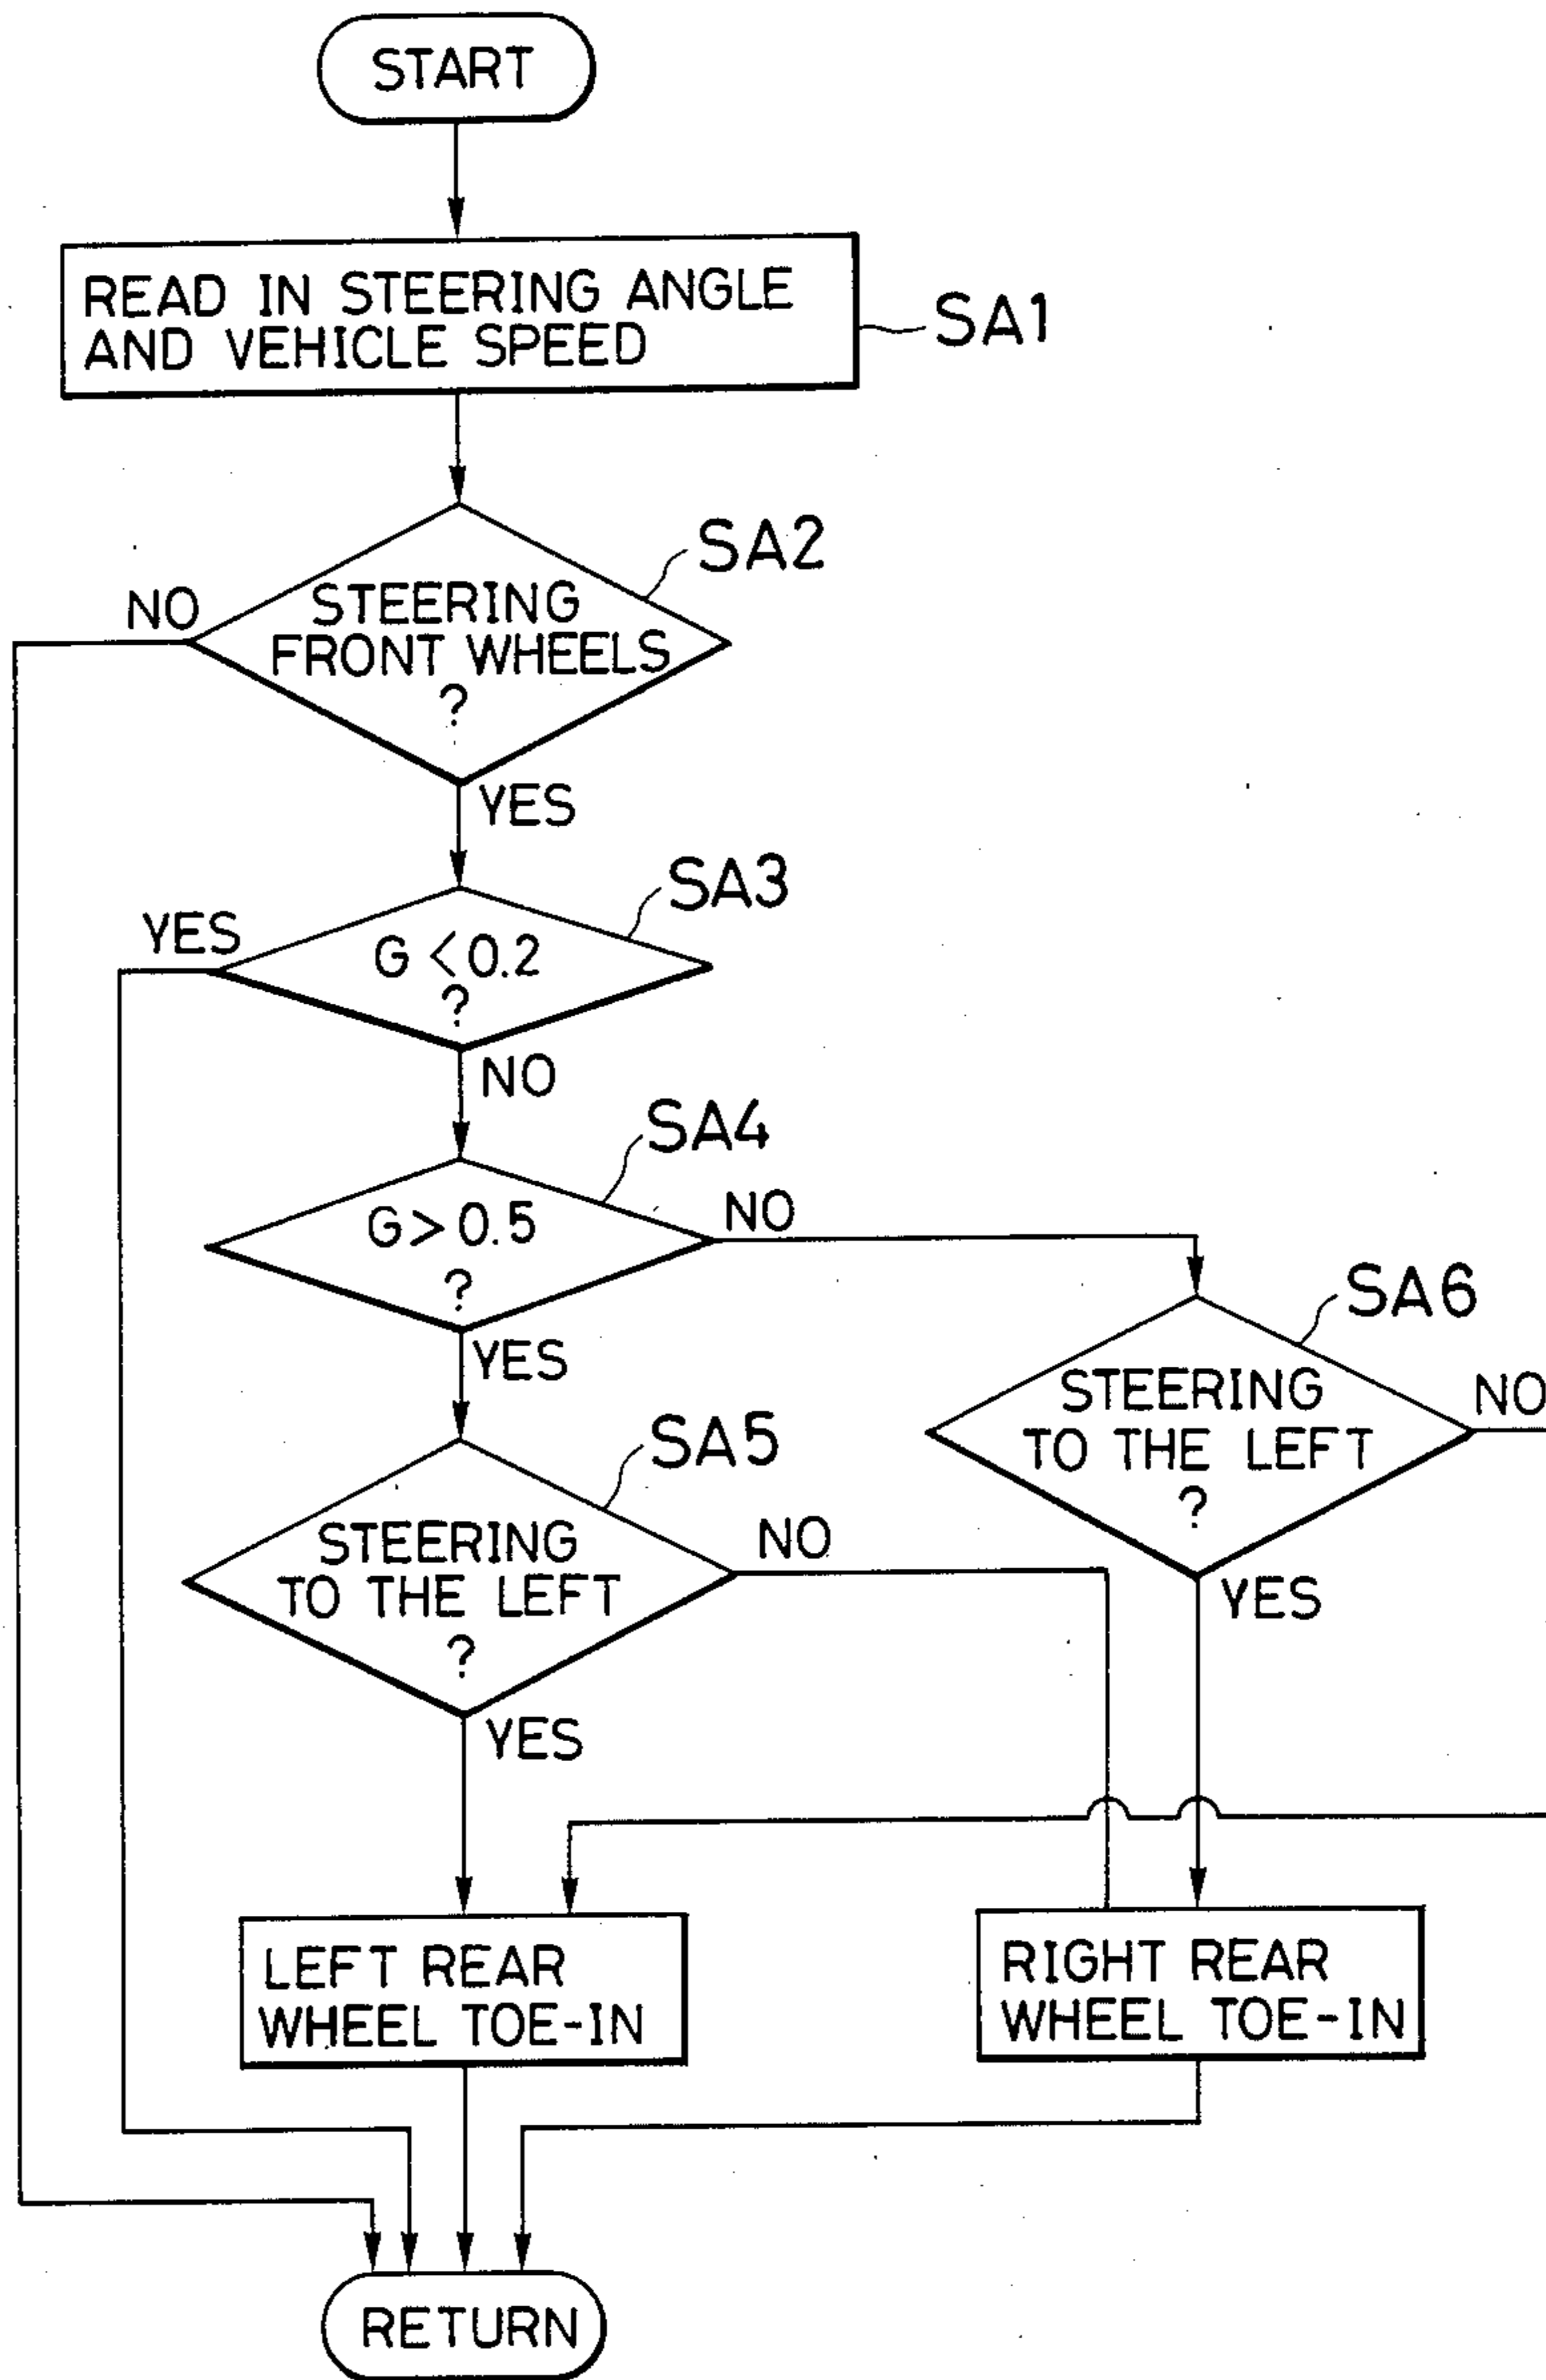 START
READ IN STEERING ANGLE
AND VEHICLE SPEED
SA1
SA2
NO
STEERING
FRONT WHEELS
?
YES
SA3
YES
G <0.2
?
NO
SA4
G> 0.5
?
NO
YES
SA6
STEERING
TO THE LEFT
?
NO
YES
SA5
STEERING
TO THE LEFT
?
NO
YES
LEFT REAR
WHEEL TOE-IN
RIGHT REAR
WHEEL TOE-IN
RETURN